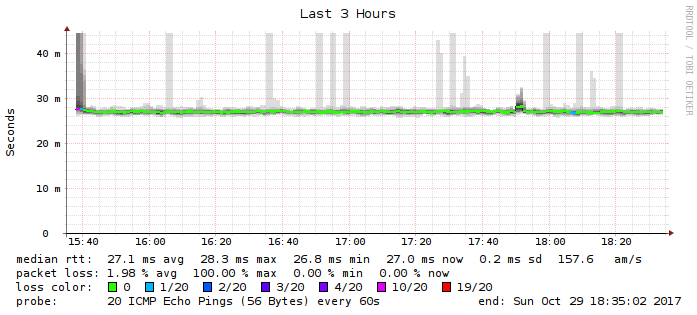 Last 3 Hours
RRDTOOL / TOBI OETIKER
Seconds
40 m
30 m
20 m
10 m
0
15:40 16:00 16:20 16:40 17:00 17:20 17:40 18:00 18:20
median rtt: 27.1 ms avg 28.3 ms max 26.8 ms min 27.0 ms now 0.2 ms sd 157.6 am/s
packet loss: 1.98 % avg 100.00 % max 0.00 % min 0.00 % now
loss color: 0 1/20 2/20 3/20 4/20 10/20 19/20
probe: 20 ICMP Echo Pings (56 Bytes) every 60s end: Sun Oct 29 18:35:02 2017